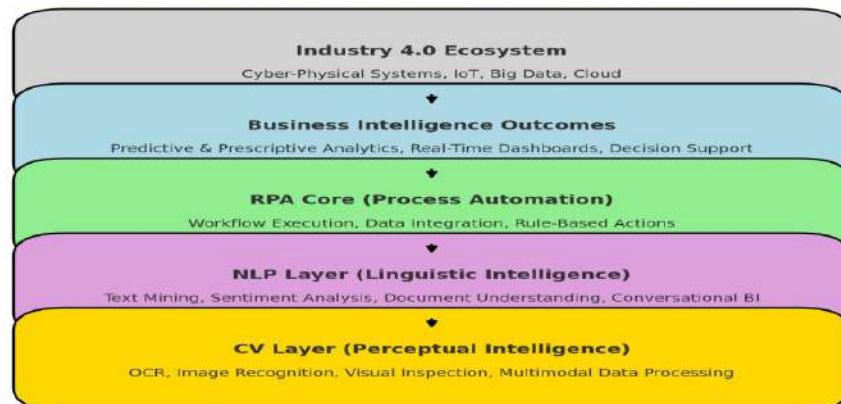 Industry 4.0 Ecosystem
Cyber-Physical Systems, IoT, Big Data, Cloud
Business Intelligence Outcomes
Predictive & Prescriptive Analytics, Real-Time Dashboards, Decision Support
RPA Core (Process Automation)
Workflow Execution, Data Integration, Rule-Based Actions
NLP Layer (Linguistic Intelligence)
Text Mining, Sentiment Analysis, Document Understanding, Conversational BI
CV Layer (Perceptual Intelligence)
OCR, Image Recognition, Visual Inspection, Multimodal Data Processing